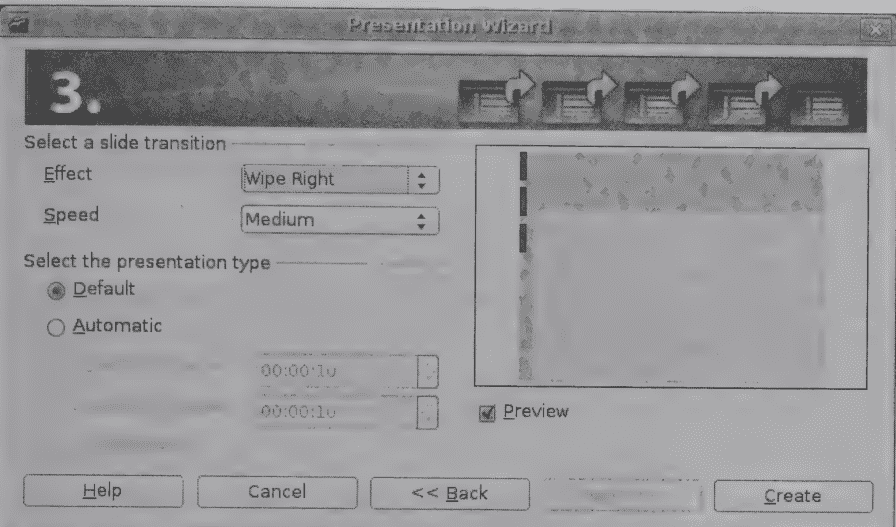 Presentation Wizard
3.
Select a slide transition
Effect
Wipe Right
Speed
Medium
Select the presentation type
Default
Automatic
00:00:10
00:00:10
Preview
Help
Cancel
<< Back
Create